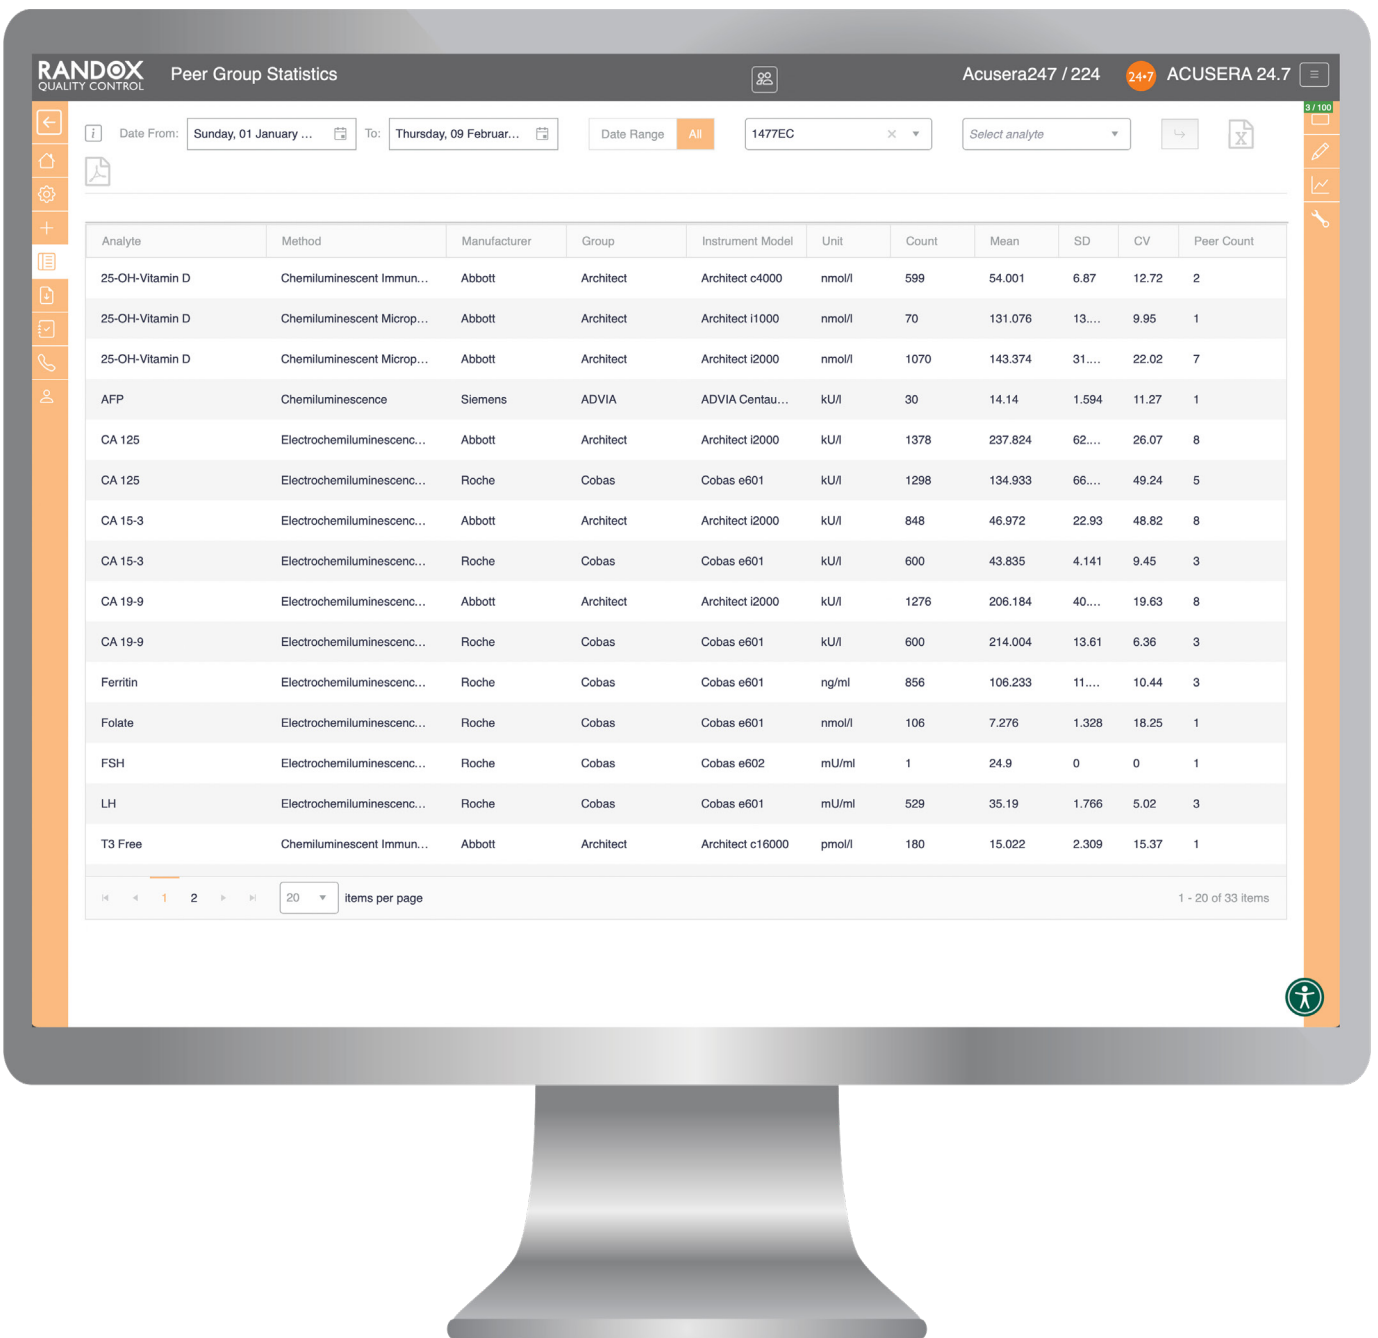 RANDOX
QUALITY CONTROL
Peer Group Statistics
Acusera247 / 224
24•7
ACUSERA 24.7
3 / 100
i Date From: Sunday, 01 January ... To: Thursday, 09 Februar... Date Range All 1477EC Select analyte
Analyte Method Manufacturer Group Instrument Model Unit Count Mean SD CV Peer Count
25-OH-Vitamin D Chemiluminescent Immun... Abbott Architect Architect c4000 nmol/l 599 54.001 6.87 12.72 2
25-OH-Vitamin D Chemiluminescent Microp... Abbott Architect Architect i1000 nmol/l 70 131.076 13.... 9.95 1
25-OH-Vitamin D Chemiluminescent Microp... Abbott Architect Architect i2000 nmol/l 1070 143.374 31.... 22.02 7
AFP Chemiluminescence Siemens ADVIA ADVIA Centau... kU/l 30 14.14 1.594 11.27 1
CA 125 Electrochemiluminescenc... Abbott Architect Architect i2000 kU/l 1378 237.824 62.... 26.07 8
CA 125 Electrochemiluminescenc... Roche Cobas Cobas e601 kU/l 1298 134.933 66.... 49.24 5
CA 15-3 Electrochemiluminescenc... Abbott Architect Architect i2000 kU/l 848 46.972 22.93 48.82 8
CA 15-3 Electrochemiluminescenc... Roche Cobas Cobas e601 kU/l 600 43.835 4.141 9.45 3
CA 19-9 Electrochemiluminescenc... Abbott Architect Architect i2000 kU/l 1276 206.184 40.... 19.63 8
CA 19-9 Electrochemiluminescenc... Roche Cobas Cobas e601 kU/l 600 214.004 13.61 6.36 3
Ferritin Electrochemiluminescenc... Roche Cobas Cobas e601 ng/ml 856 106.233 11.... 10.44 3
Folate Electrochemiluminescenc... Roche Cobas Cobas e601 nmol/l 106 7.276 1.328 18.25 1
FSH Electrochemiluminescenc... Roche Cobas Cobas e602 mU/ml 1 24.9 0 0 1
LH Electrochemiluminescenc... Roche Cobas Cobas e601 mU/ml 529 35.19 1.766 5.02 3
T3 Free Chemiluminescent Immun... Abbott Architect Architect c16000 pmol/l 180 15.022 2.309 15.37 1
1 2 20 items per page 1 - 20 of 33 items